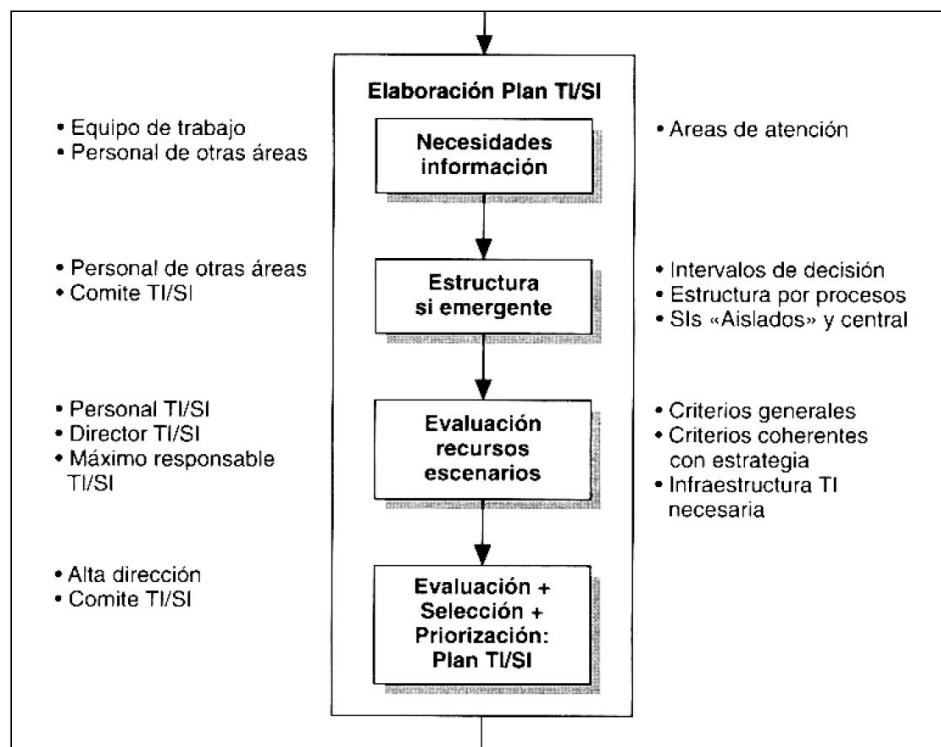 Elaboración Plan TI/SI
• Equipo de trabajo
• Personal de otras áreas
Necesidades
información
• Areas de atención
• Personal de otras áreas
• Comite TI/SI
Estructura
si emergente
• Intervalos de decisión
• Estructura por procesos
• SIs «Aislados» y central
• Personal TI/SI
• Director TI/SI
• Máximo responsable
TI/SI
Evaluación
recursos
escenarios
• Criterios generales
• Criterios coherentes
con estrategia
• Infraestructura TI
necesaria
• Alta dirección
• Comite TI/SI
Evaluación +
Selección +
Priorización:
Plan TI/SI